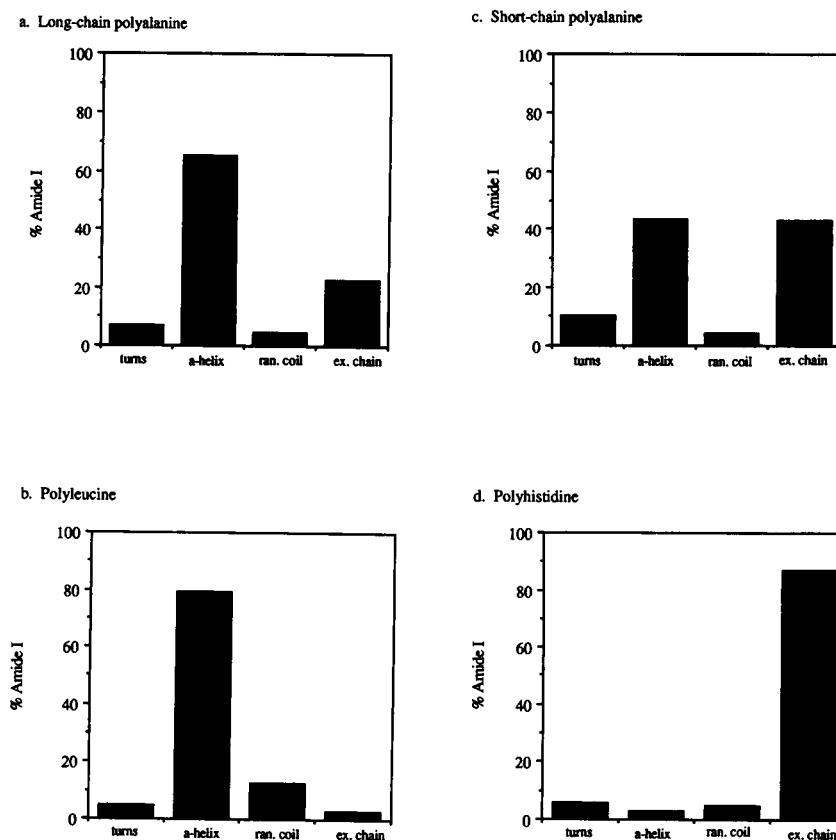 a. Long-chain polyalanine
100
80
60
40
20
0
% Amide I
turns a-helix ran. coil ex. chain
c. Short-chain polyalanine
100
80
60
40
20
0
% Amide I
turns a-helix ran. coil ex. chain
b. Polyleucine
100
80
60
40
20
0
% Amide I
turns a-helix ran. coil ex. chain
d. Polyhistidine
100
80
60
40
20
0
% Amide I
turns a-helix ran. coil ex. chain